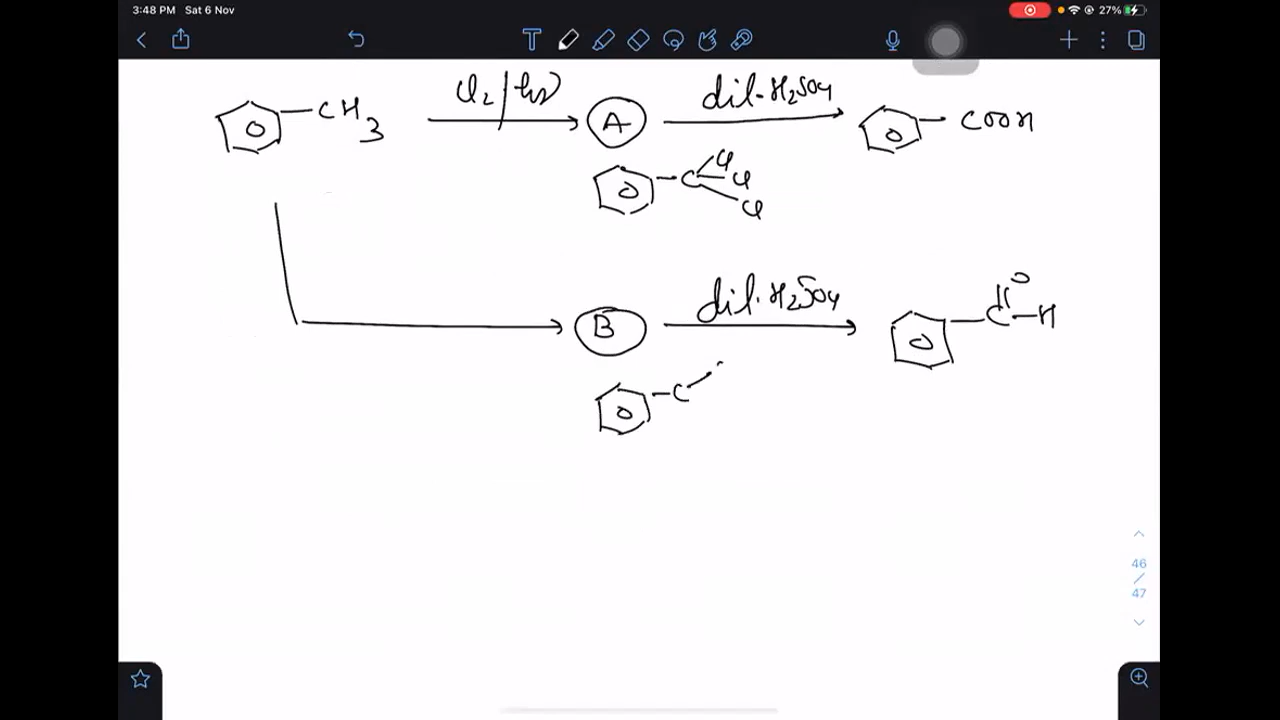 3:48 PM Sat 6 Nov 27%
CH3 Cl2/hν A dil. H2SO4 COOH
C Cl Cl Cl
B dil. H2SO4 C O H
C
46
/
47